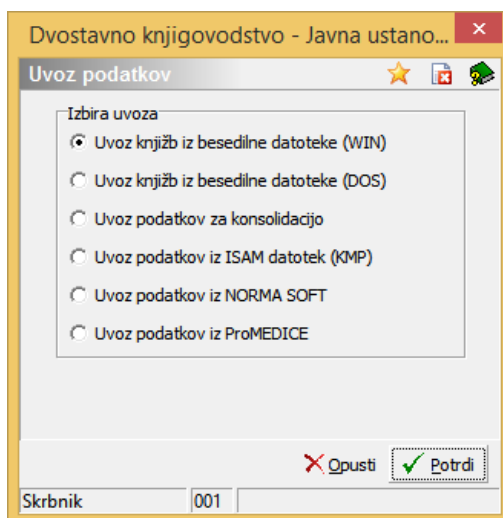 Dvostavno knjigovodstvo - Javna ustano...
Uvoz podatkov
Izbira uvoza
Uvoz knjižb iz besedilne datoteke (WIN)
Uvoz knjižb iz besedilne datoteke (DOS)
Uvoz podatkov za konsolidacijo
Uvoz podatkov iz ISAM datotek (KMP)
Uvoz podatkov iz NORMA SOFT
Uvoz podatkov iz ProMEDICE
Opusti Potrdi
Skrbnik 001